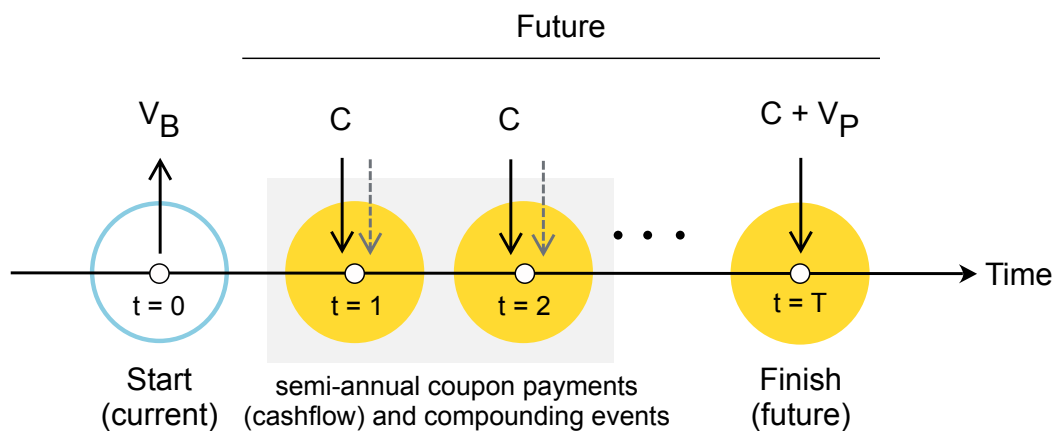 Future
V_B
C
C
C + V_P
Time
t = 0
t = 1
t = 2
t = T
Start
(current)
semi-annual coupon payments
(cashflow) and compounding events
Finish
(future)